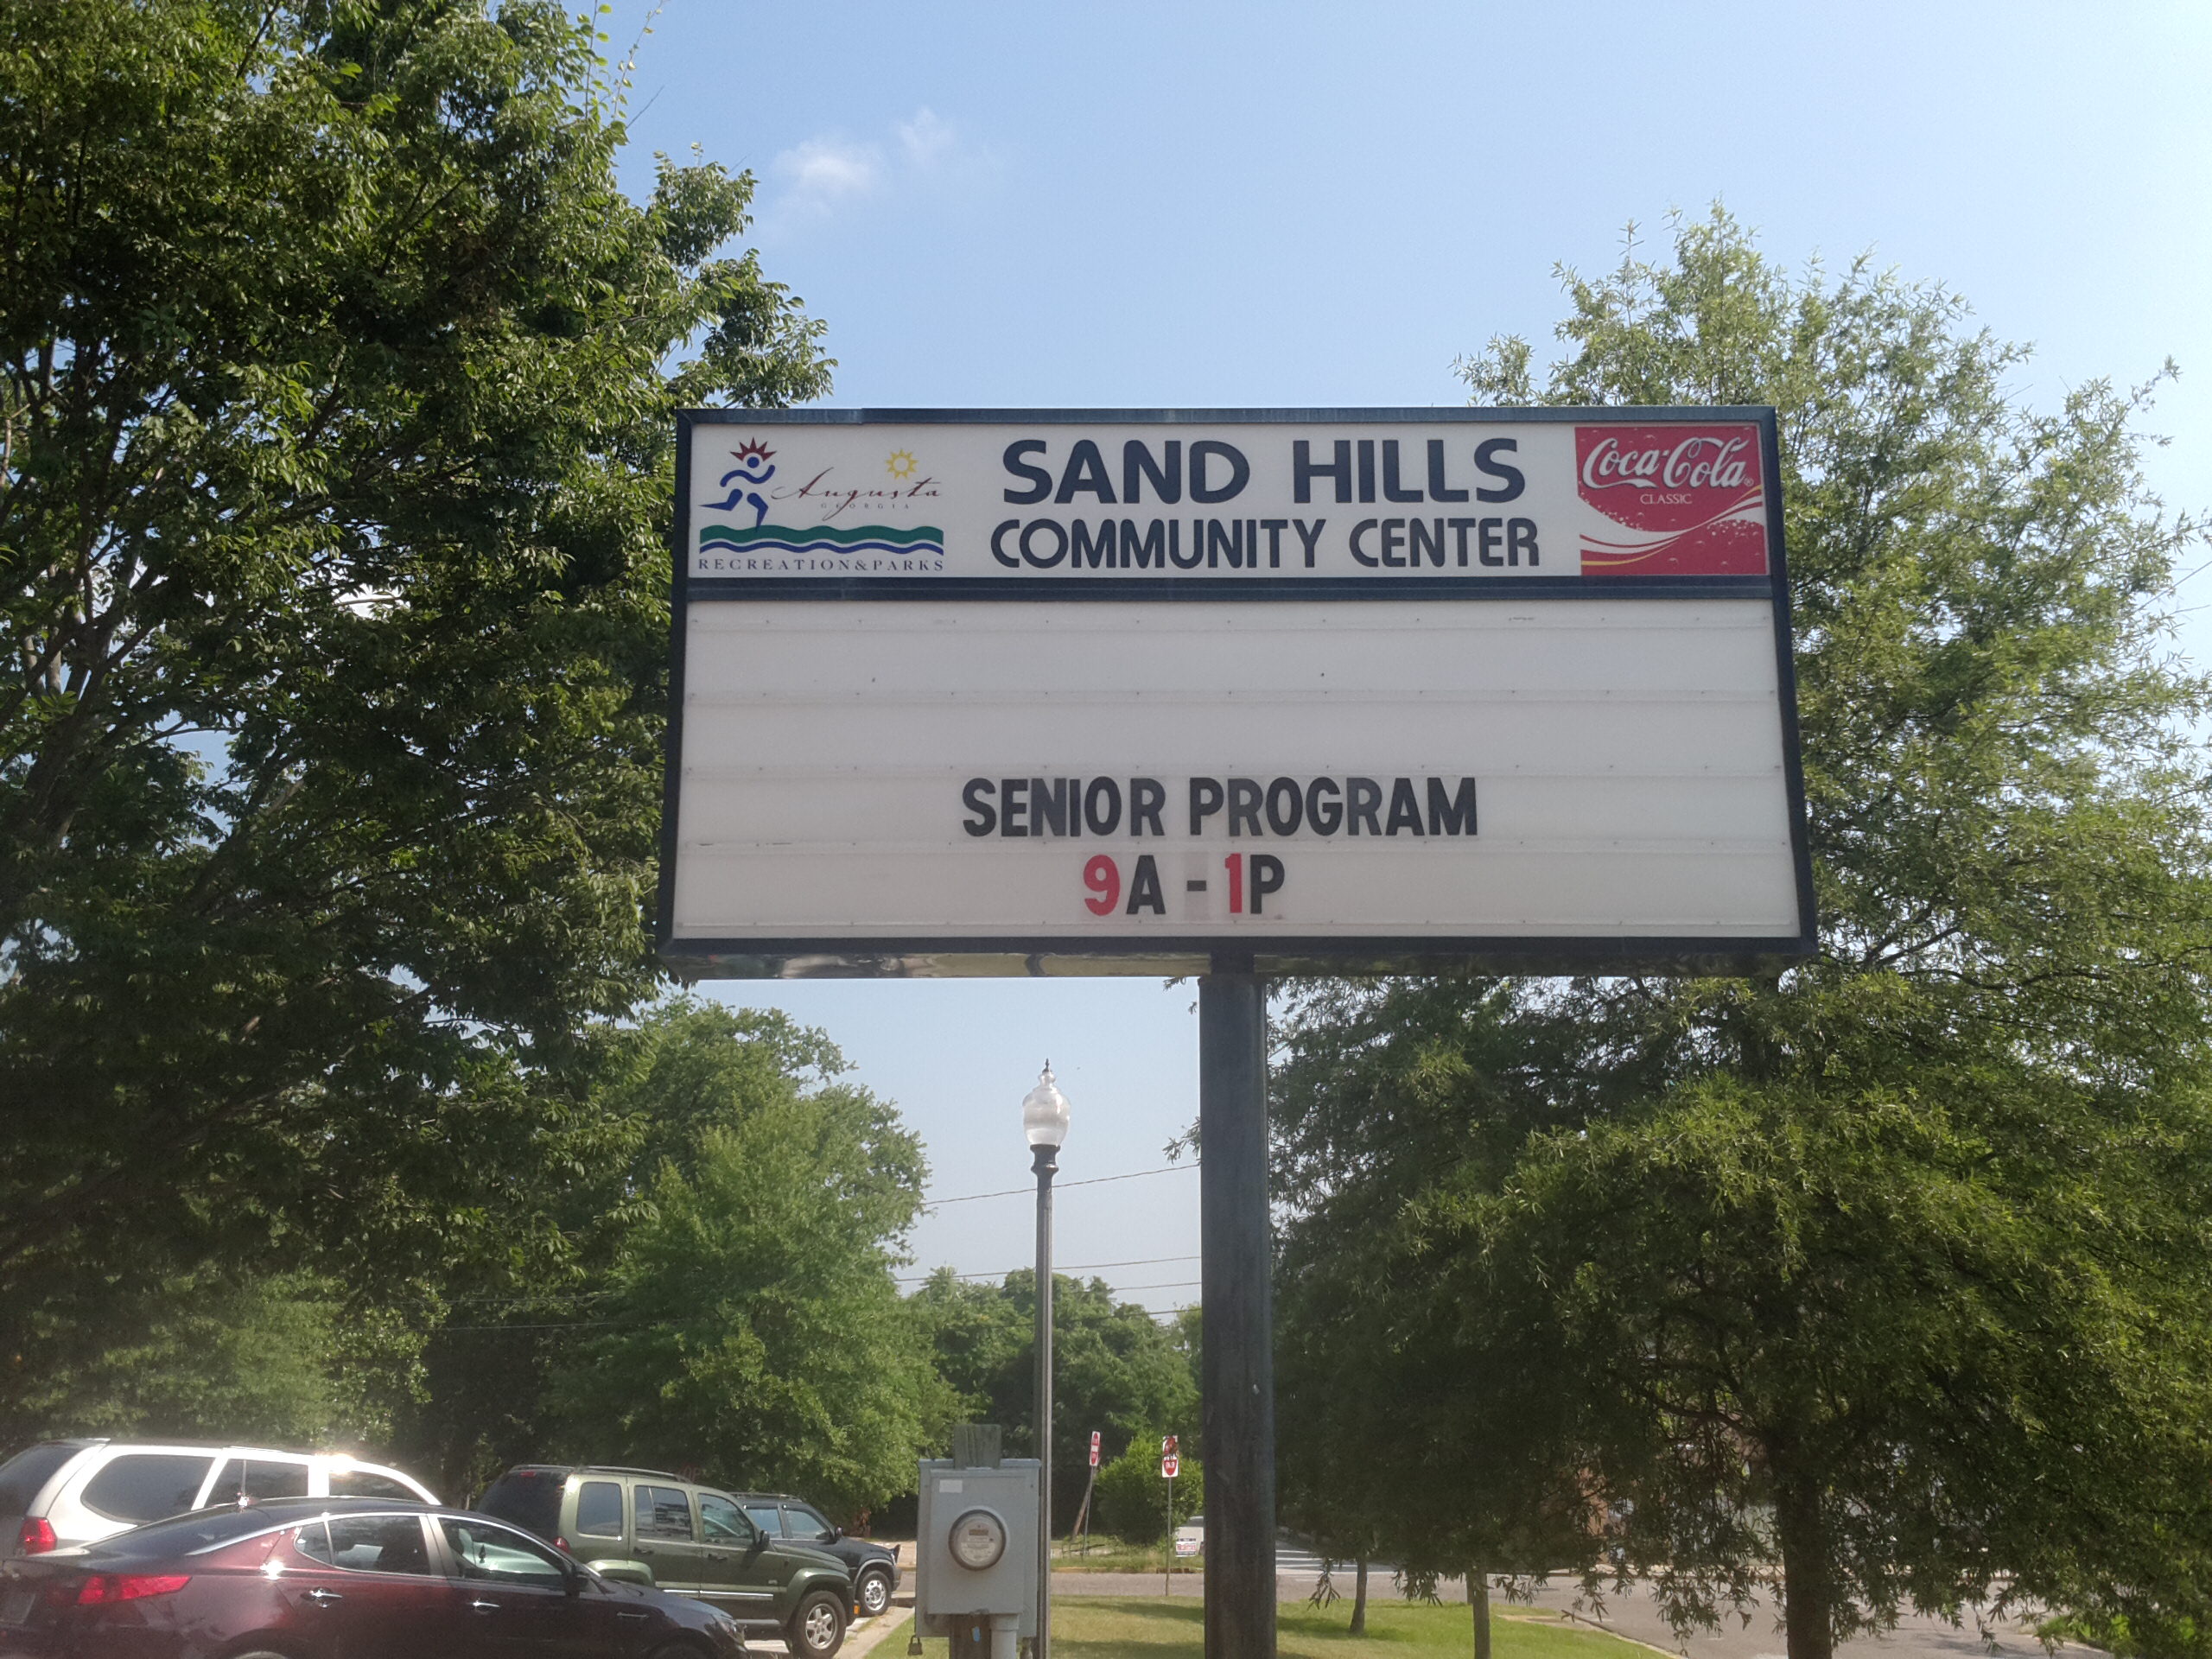 Augusta
GEORGIA
RECREATION&PARKS
SAND HILLS
COMMUNITY CENTER
Coca-Cola®
CLASSIC
SENIOR PROGRAM
9A - 1P